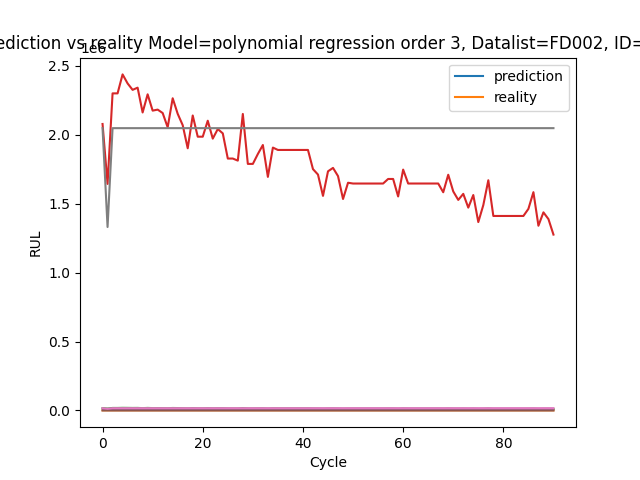 ediction vs reality Model=polynomial regression order 3, Datalist=FD002, ID=
1e6
2.5
2.0
1.5
1.0
0.5
0.0
RUL
prediction
reality
0 20 40 60 80
Cycle